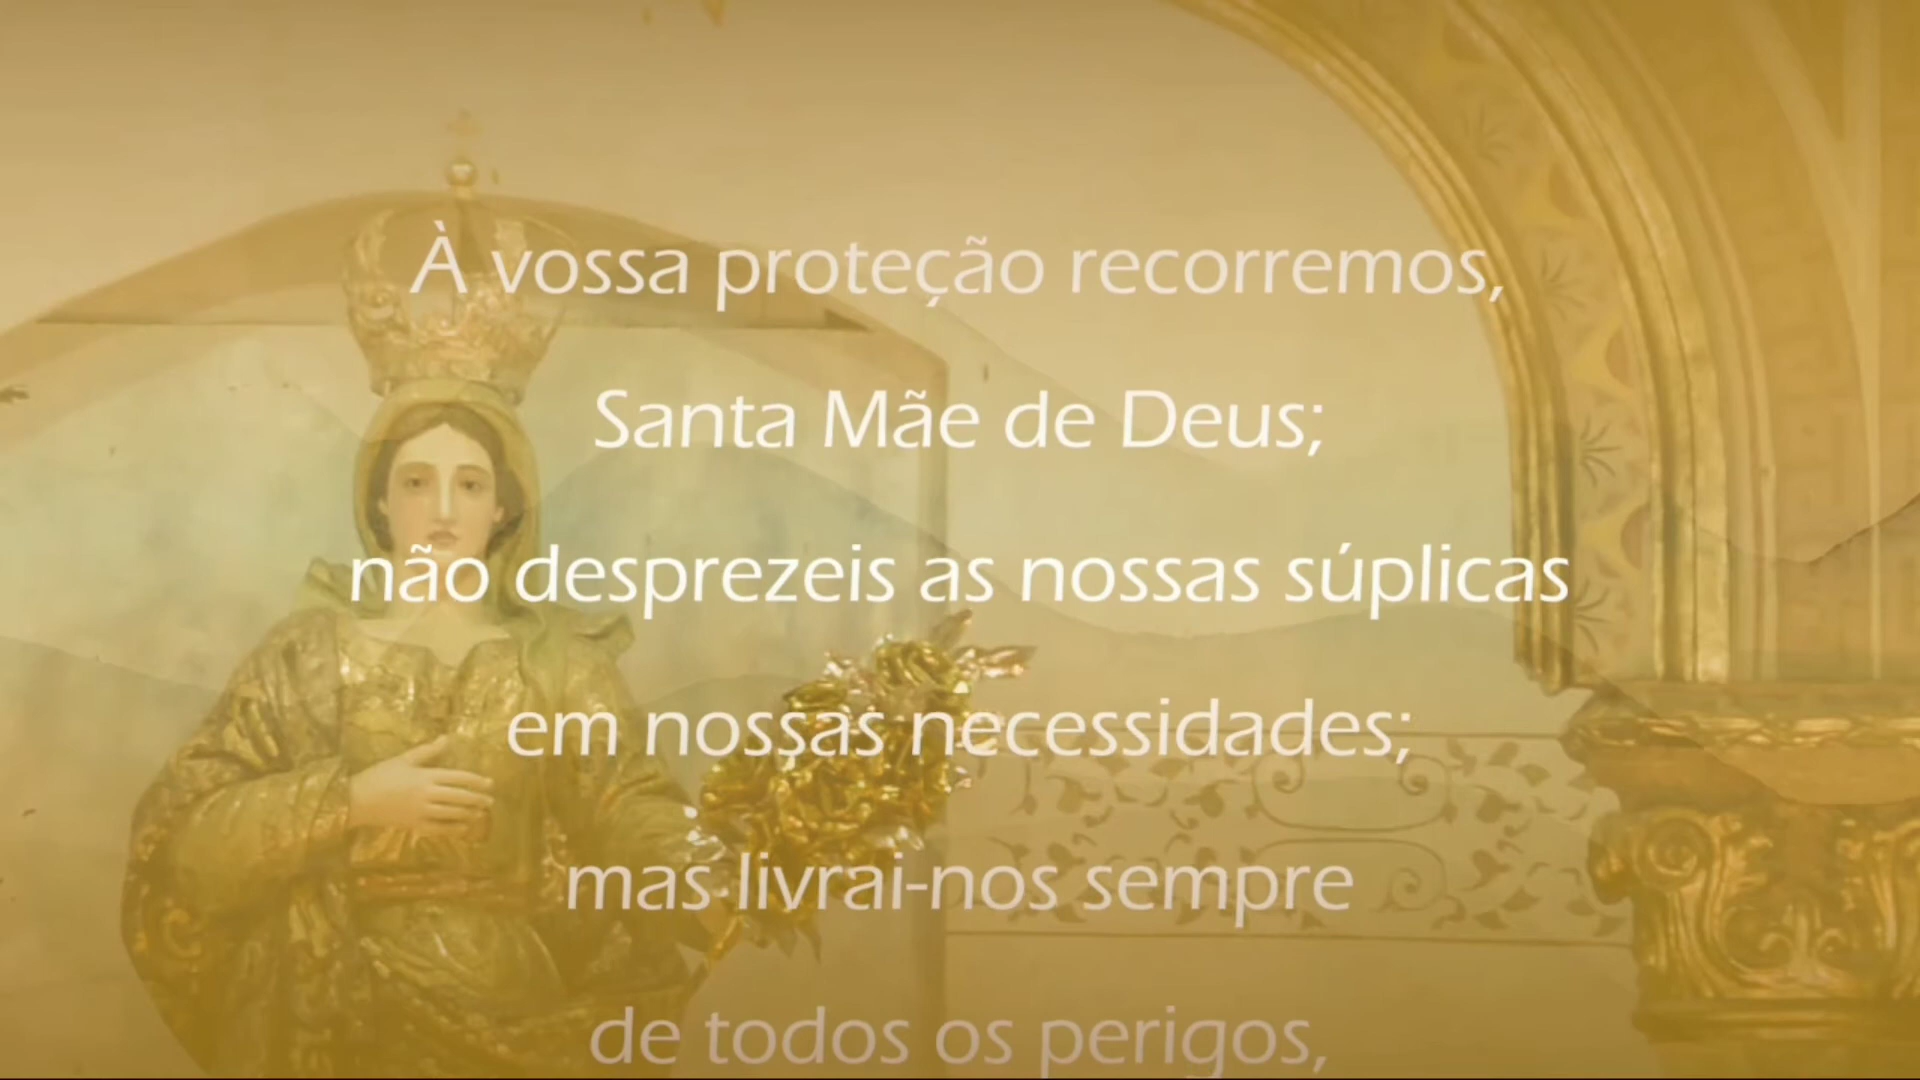 À vossa proteção recorremos,
Santa Mãe de Deus;
não desprezeis as nossas súplicas
em nossas necessidades;
mas livrai-nos sempre
de todos os perigos,